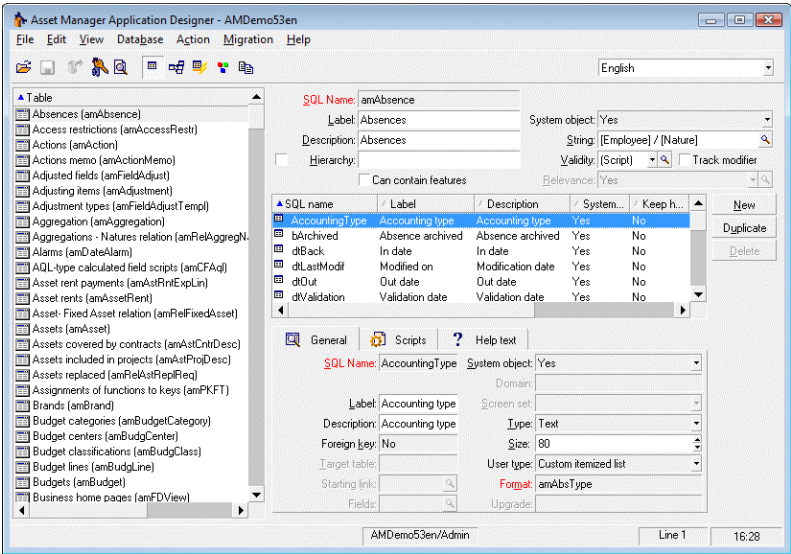 Asset Manager Application Designer - AMDemo53en
File Edit View Database Action Migration Help
English
Table
Absences (amAbsence)
Access restrictions (amAccessRestr)
Actions (amAction)
Actions memo (amActionMemo)
Adjusted fields (amFieldAdjust)
Adjusting items (amAdjustment)
Adjustment types (amFieldAdjustTempl)
Aggregation (amAggregation)
Aggregations - Natures relation (amRelAggregN
Alarms (amDateAlarm)
AQL-type calculated field scripts (amCFAql)
Asset rent payments (amAstRntExpLin)
Asset rents (amAssetRent)
Asset- Fixed Asset relation (amRelFixedAsset)
Assets (amAsset)
Assets covered by contracts (amAstCntrDesc)
Assets included in projects (amAstProjDesc)
Assets replaced (amRelAstReplReq)
Assignments of functions to keys (amPKFT)
Brands (amBrand)
Budget categories (amBudgetCategory)
Budget centers (amBudgCenter)
Budget classifications (amBudgClass)
Budget lines (amBudgLine)
Budgets (amBudget)
Business home pages (amFDView)
SQL Name: amAbsence
Label: Absences System object: Yes
Description: Absences String: [Employee] / [Nature]
Hierarchy: Validity: (Script) Track modifier
Can contain features Relevance: Yes
SQL name Label Description System... Keep h...
AccountingType Accounting type Accounting type Yes No
bArchived Absence archived Absence archived Yes No
dtBack In date In date Yes No
dtLastModif Modified on Modification date Yes No
dtOut Out date Out date Yes No
dtValidation Validation date Validation date Yes No
New
Duplicate
Delete
General Scripts Help text
SQL Name: AccountingType System object: Yes
Domain:
Label: Accounting type Screen set:
Description: Accounting type Type: Text
Foreign key: No Size: 80
Target table: User type: Custom itemized list
Starting link: Format: amAbsType
Fields: Upgrade:
AMDemo53en/Admin Line 1 16:28